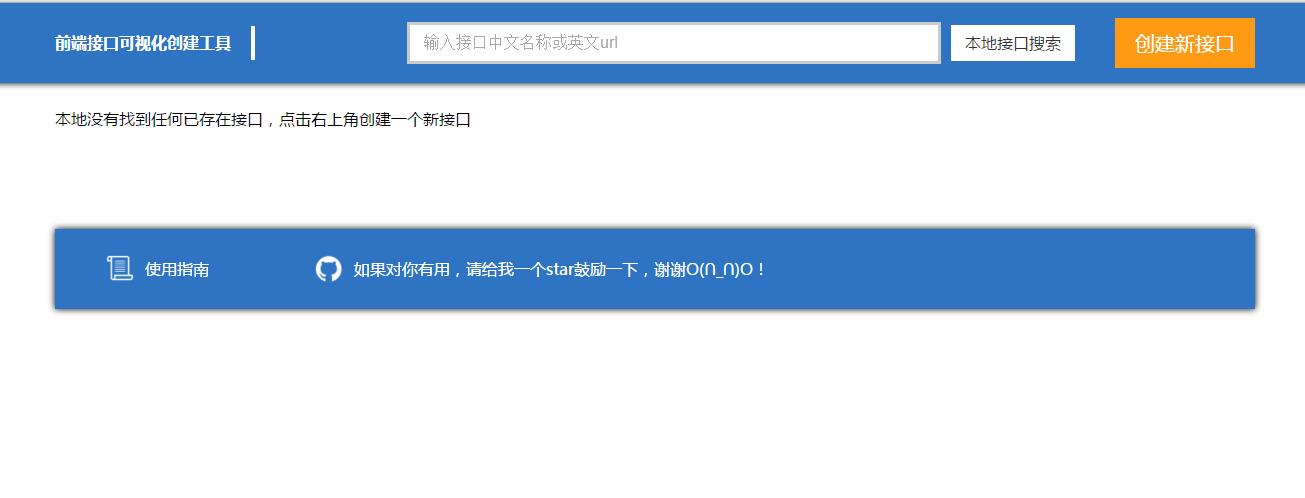 前端接口可视化创建工具
输入接口中文名称或英文url
本地接口搜索
创建新接口
本地没有找到任何已存在接口，点击右上角创建一个新接口
使用指南
如果对你有用，请给我一个star鼓励一下，谢谢O(∩_∩)O！